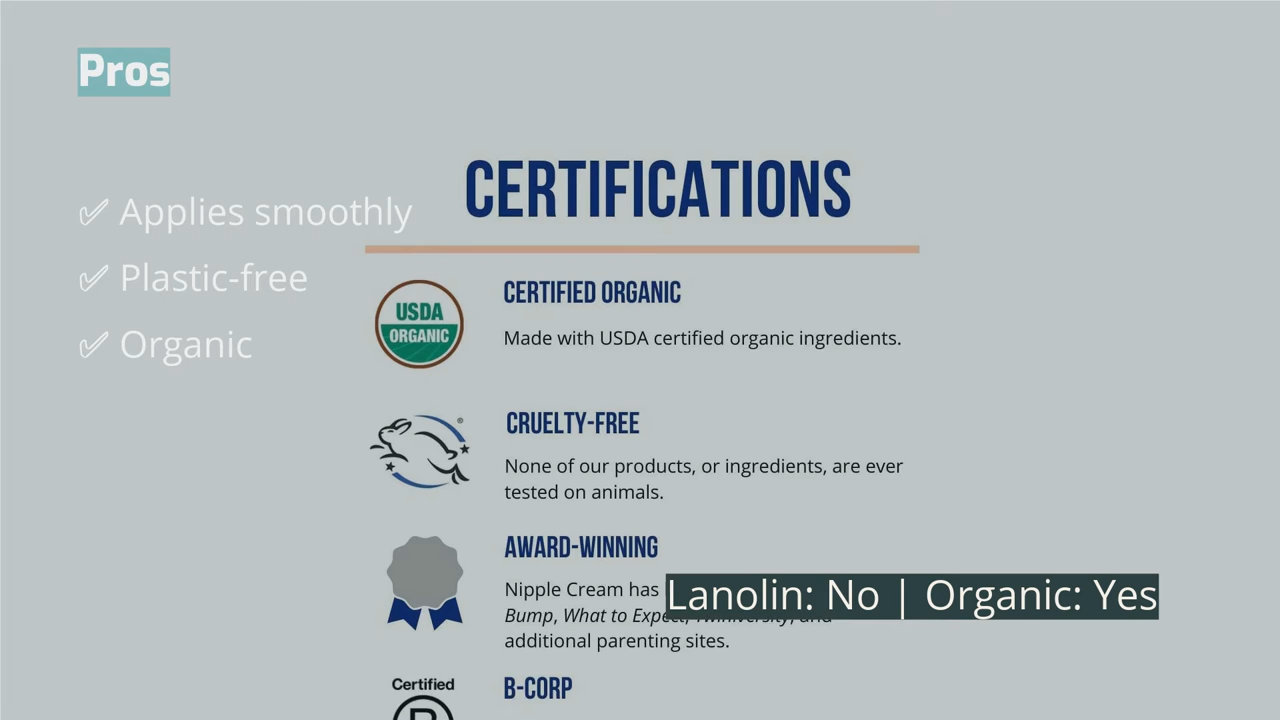 Pros
✓ Applies smoothly
✓ Plastic-free
✓ Organic
CERTIFICATIONS
USDA
ORGANIC
CERTIFIED ORGANIC
Made with USDA certified organic ingredients.
CRUELTY-FREE
None of our products, or ingredients, are ever
tested on animals.
AWARD-WINNING
Nipple Cream has
Bump, What to Expect, Twiniversity, and
additional parenting sites.
Lanolin: No | Organic: Yes
Certified
B
B-CORP